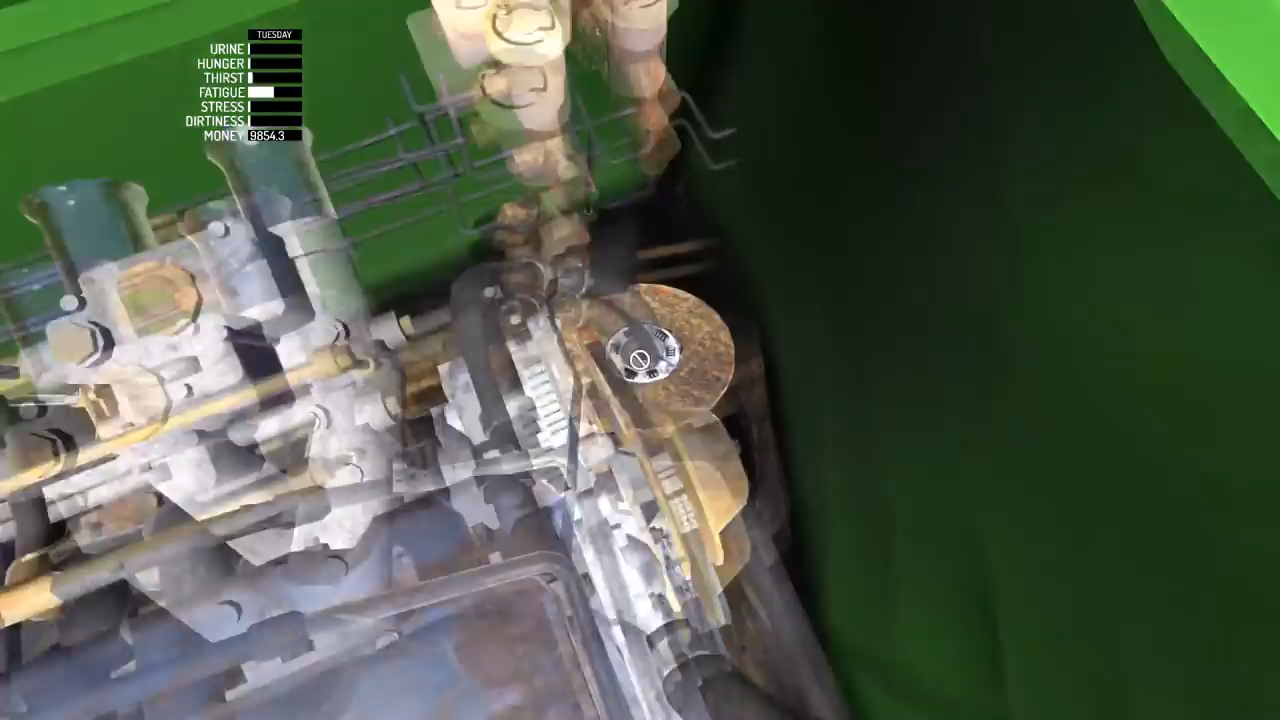 TUESDAY
URINE
HUNGER
THIRST
FATIGUE
STRESS
DIRTINESS
MONEY 9854.3